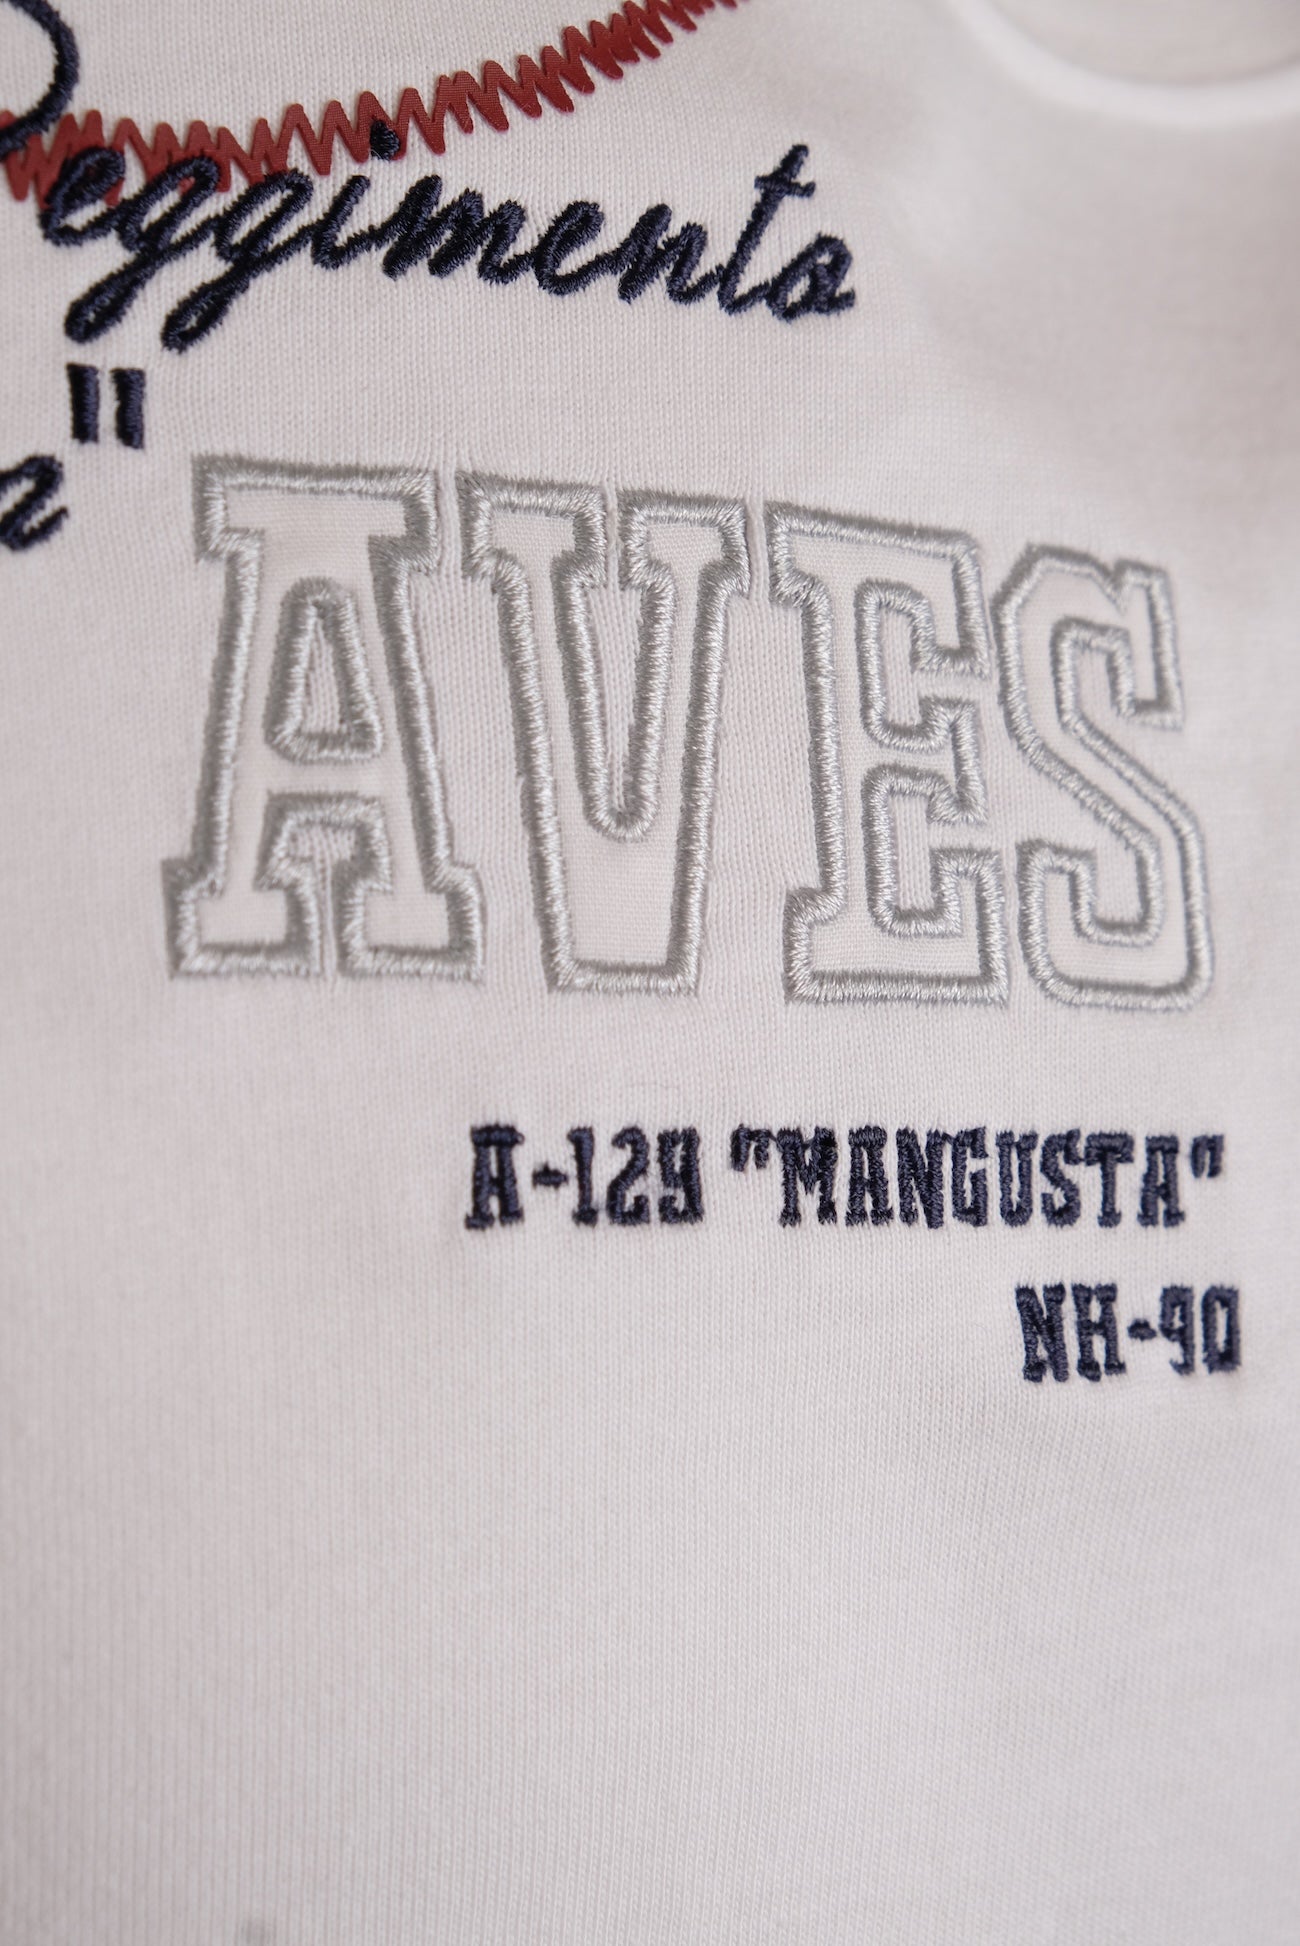 Reggimento
"
AVES
A-129 "MANGUSTA"
NH-90